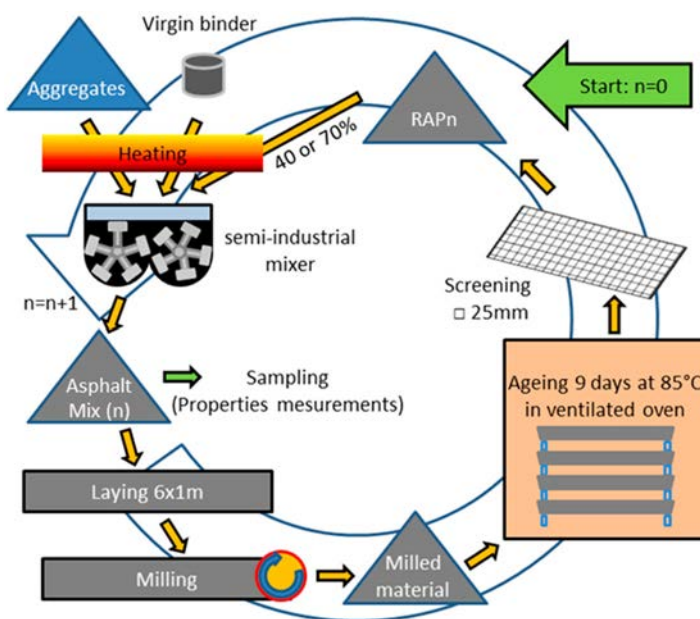 Virgin binder
Aggregates
Start: n=0
RAPn
Heating
40 or 70%
semi-industrial
mixer
Screening
□ 25mm
n=n+1
Asphalt
Mix (n)
Sampling
(Properties mesurements)
Ageing 9 days at 85°C
in ventilated oven
Laying 6x1m
Milling
Milled
material